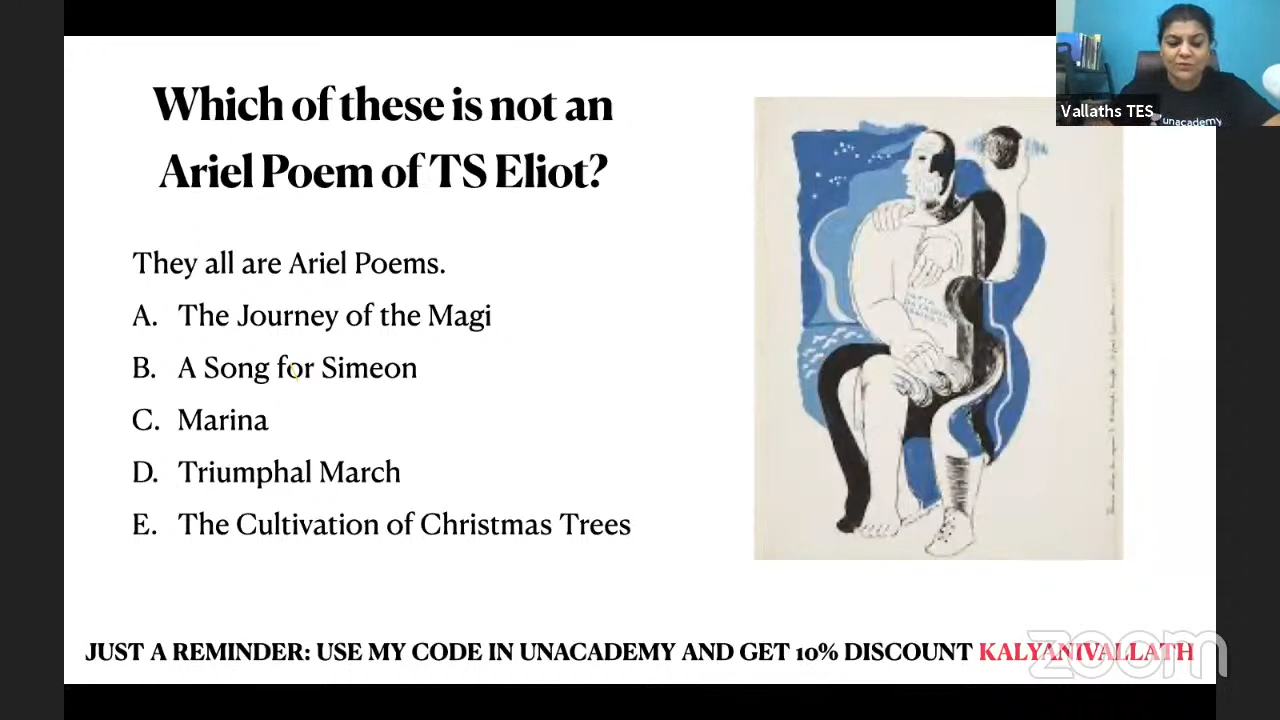 Which of these is not an
Ariel Poem of TS Eliot?
They all are Ariel Poems.
A. The Journey of the Magi
B. A Song for Simeon
C. Marina
D. Triumphal March
E. The Cultivation of Christmas Trees
JUST A REMINDER: USE MY CODE IN UNACADEMY AND GET 10% DISCOUNT KALYANIVALLATH
Vallaths TES
unacademy
zoom